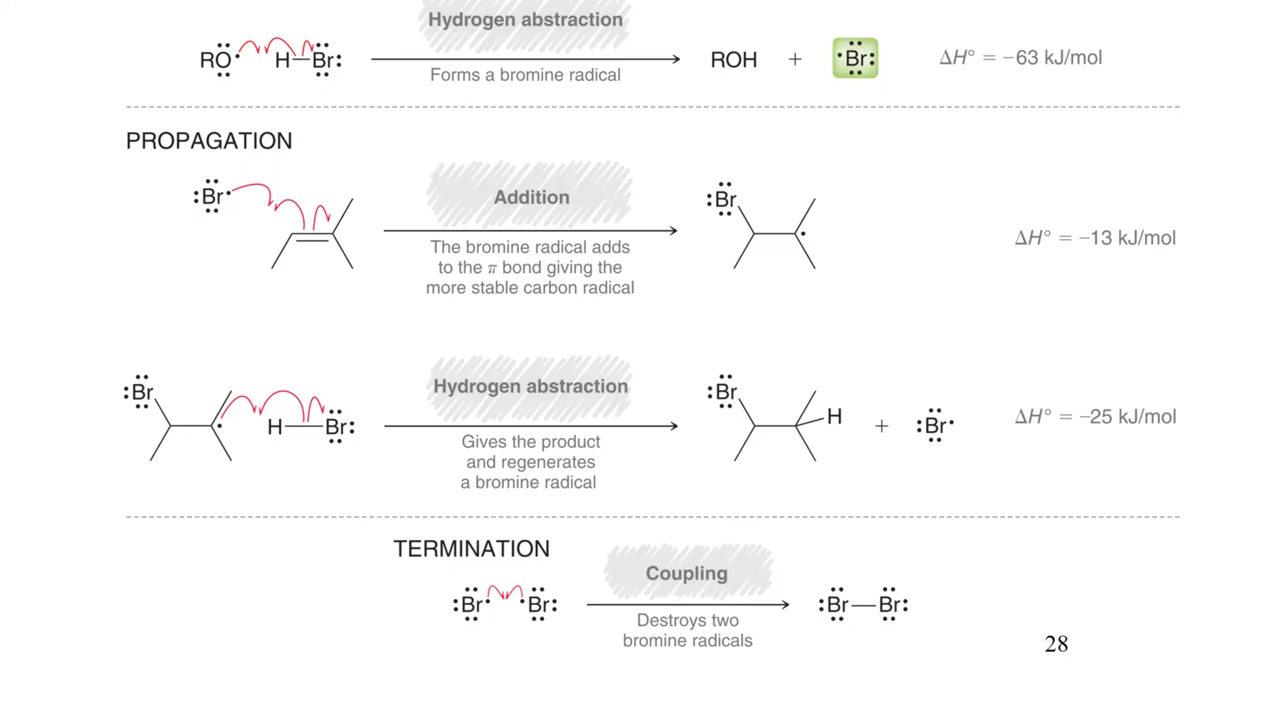 Hydrogen abstraction
RO· H—Br: → ROH + ·Br: ΔH° = −63 kJ/mol
Forms a bromine radical
PROPAGATION
:Br·
Addition
:Br
The bromine radical adds
to the π bond giving the
more stable carbon radical
ΔH° = −13 kJ/mol
:Br
Hydrogen abstraction
:Br
H—Br: H + :Br· ΔH° = −25 kJ/mol
Gives the product
and regenerates
a bromine radical
TERMINATION
Coupling
:Br· ·Br: → :Br—Br:
Destroys two
bromine radicals
28